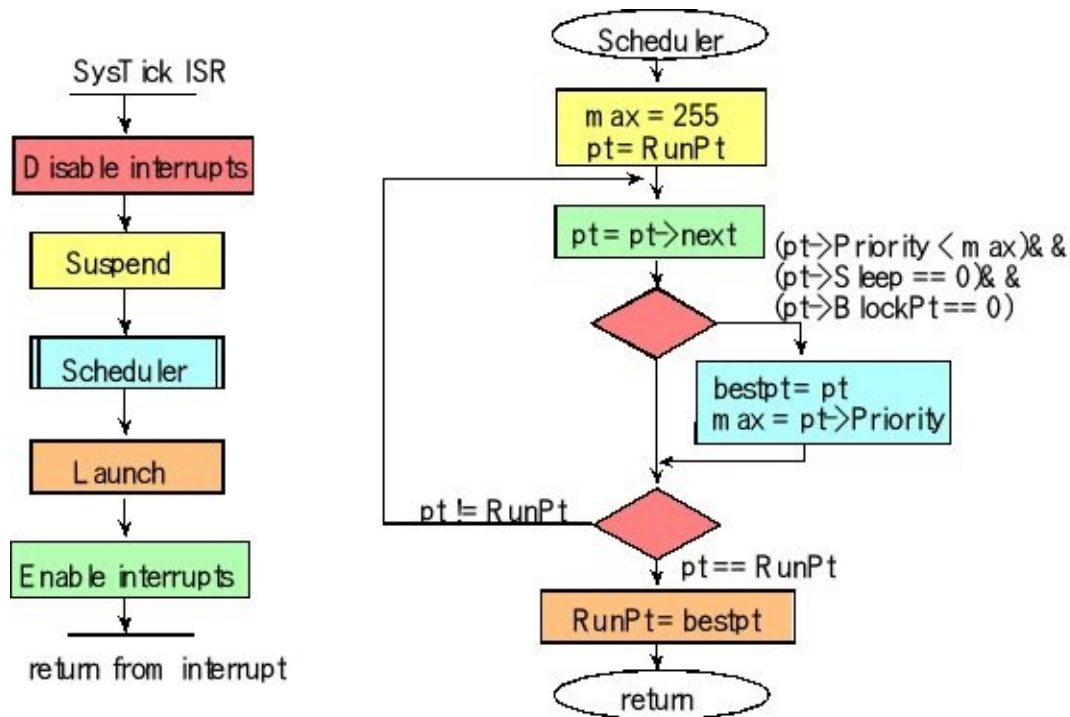 SysTick ISR
Disable interrupts
Suspend
Scheduler
Launch
Enable interrupts
return from interrupt
Scheduler
max = 255
pt= RunPt
pt= pt->next
(pt->Priority < max)&&
(pt->Sleep == 0)&&
(pt->BlockPt== 0)
bestpt= pt
max = pt->Priority
pt != RunPt
pt== RunPt
RunPt= bestpt
return